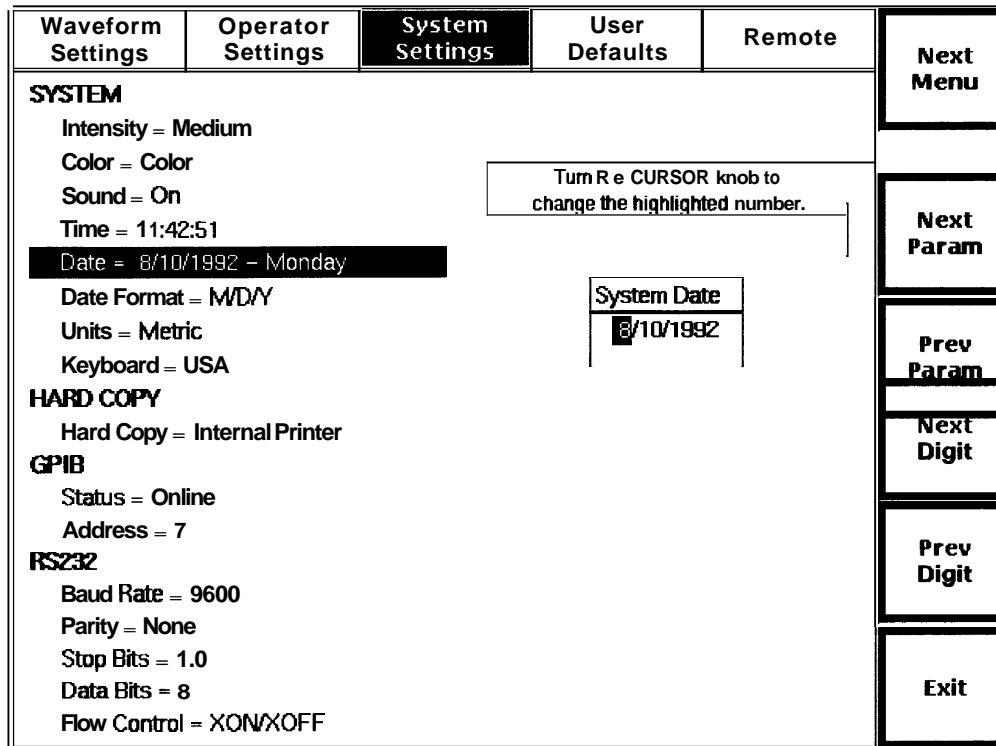 Waveform Settings
Operator Settings
System Settings
User Defaults
Remote
SYSTEM
Intensity = Medium
Color = Color
Sound = On
Time = 11:42:51
Date = 8/10/1992 – Monday
Date Format = M/D/Y
Units = Metric
Keyboard = USA
HARD COPY
Hard Copy = Internal Printer
GPIB
Status = Online
Address = 7
RS232
Baud Rate = 9600
Parity = None
Stop Bits = 1.0
Data Bits = 8
Flow Control = XON/XOFF
Turn R e CURSOR knob to
change the highlighted number.
System Date
8/10/1992
Next
Menu
Next
Param
Prev
Param
Next
Digit
Prev
Digit
Exit